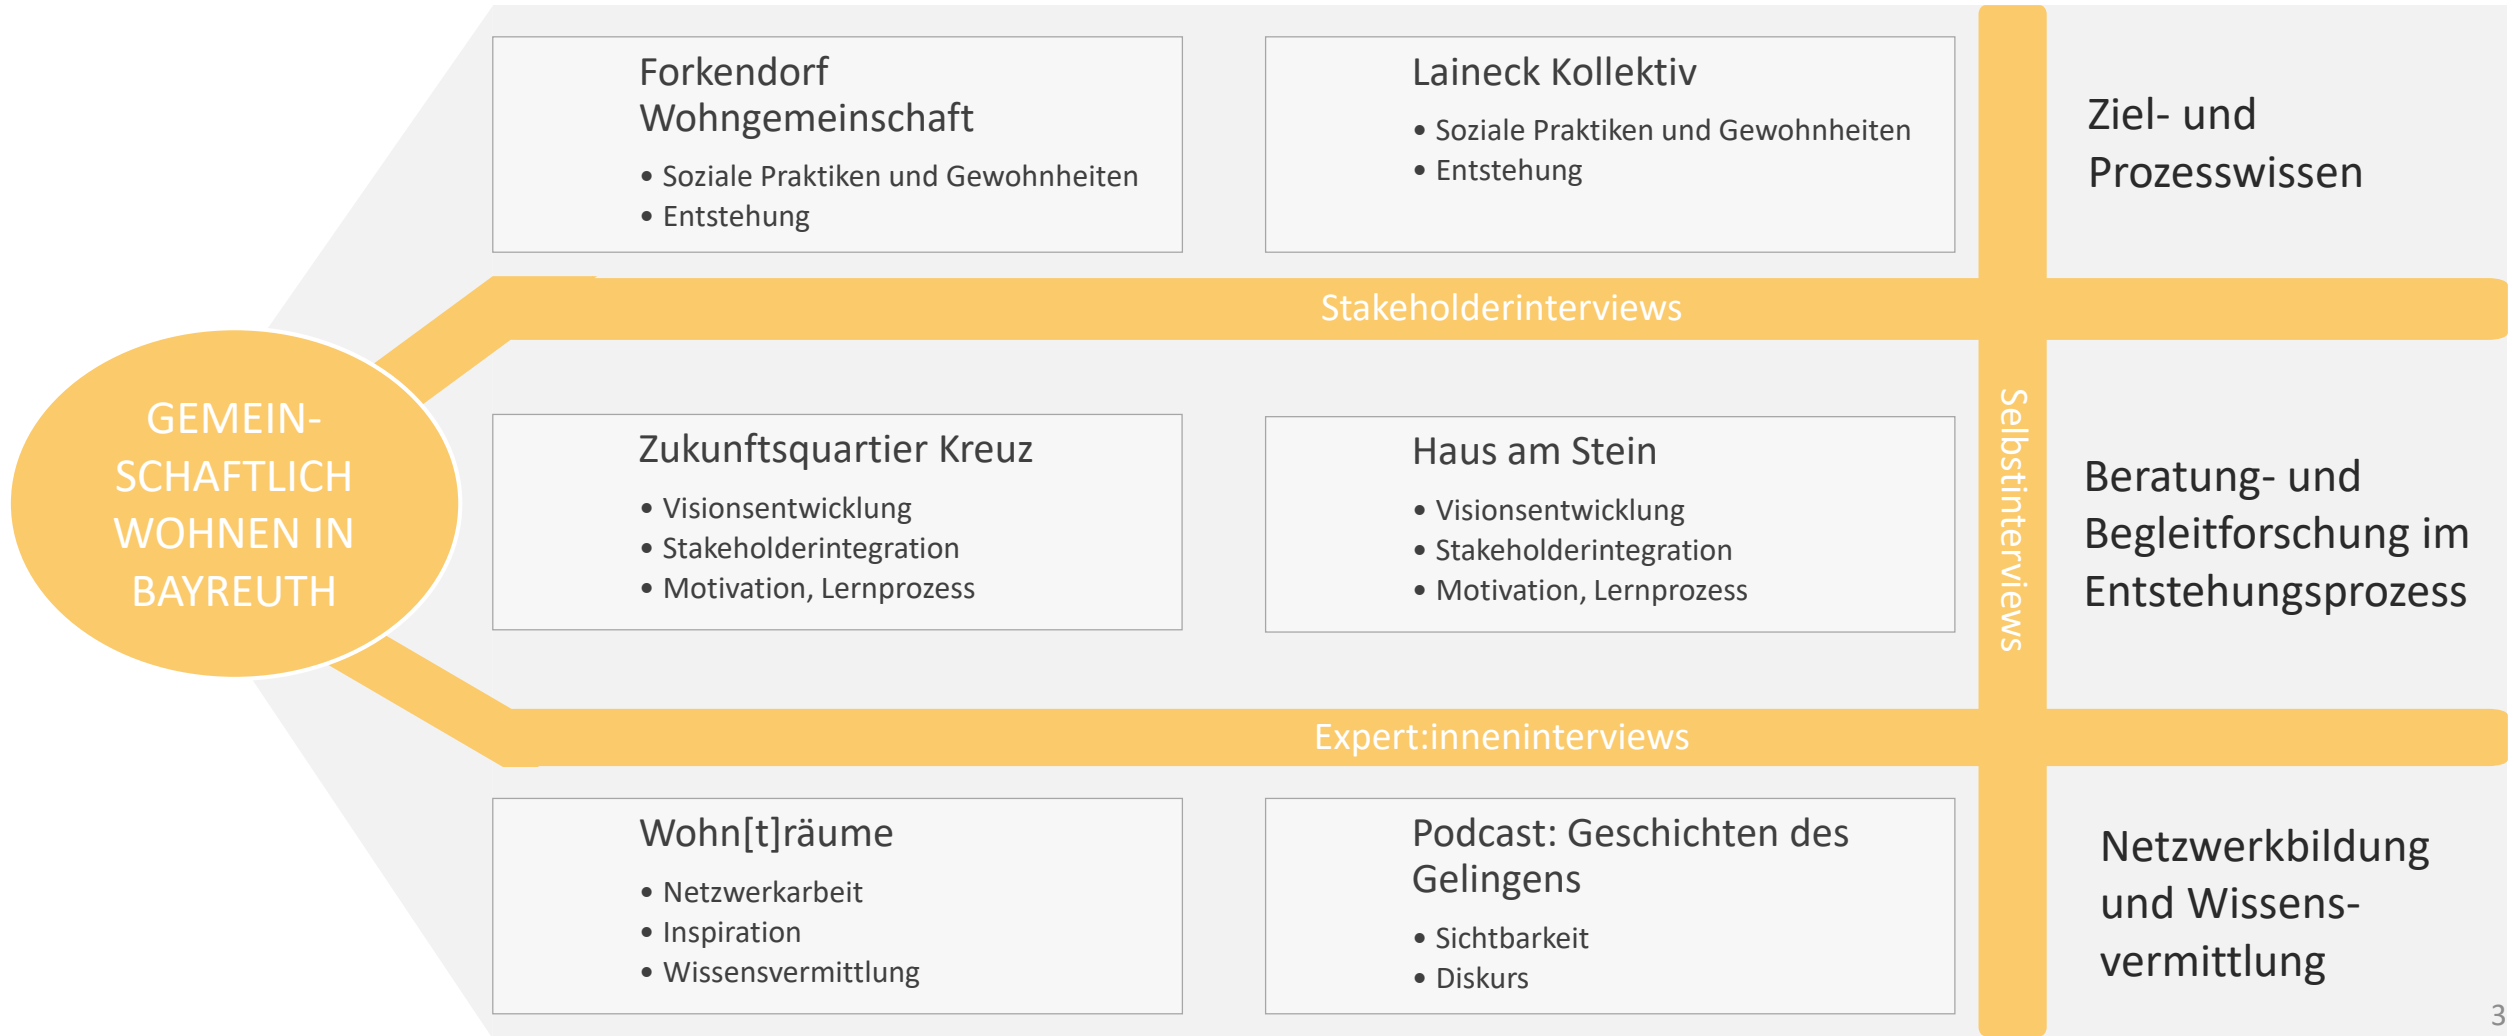 GEMEIN-
SCHAFTLICH
WOHNEN IN
BAYREUTH
Forkendorf
Wohngemeinschaft
• Soziale Praktiken und Gewohnheiten
• Entstehung
Laineck Kollektiv
• Soziale Praktiken und Gewohnheiten
• Entstehung
Ziel- und
Prozesswissen
Stakeholderinterviews
Zukunftsquartier Kreuz
• Visionsentwicklung
• Stakeholderintegration
• Motivation, Lernprozess
Haus am Stein
• Visionsentwicklung
• Stakeholderintegration
• Motivation, Lernprozess
Selbstinterviews
Beratung- und
Begleitforschung im
Entstehungsprozess
Expert:inneninterviews
Wohn[t]räume
• Netzwerkarbeit
• Inspiration
• Wissensvermittlung
Podcast: Geschichten des
Gelingens
• Sichtbarkeit
• Diskurs
Netzwerkbildung
und Wissens-
vermittlung
3